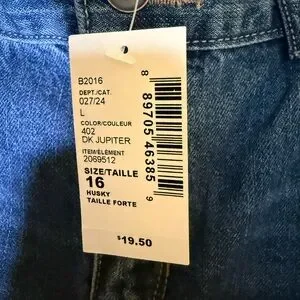 B2016
DEPT./CAT.
027/24
L
COLOR/COULEUR
402
DK JUPITER
ITEM/ÉLÉMENT
2069512
SIZE/TAILLE
16
HUSKY
TAILLE FORTE
$19.50
8 89705 46385 9